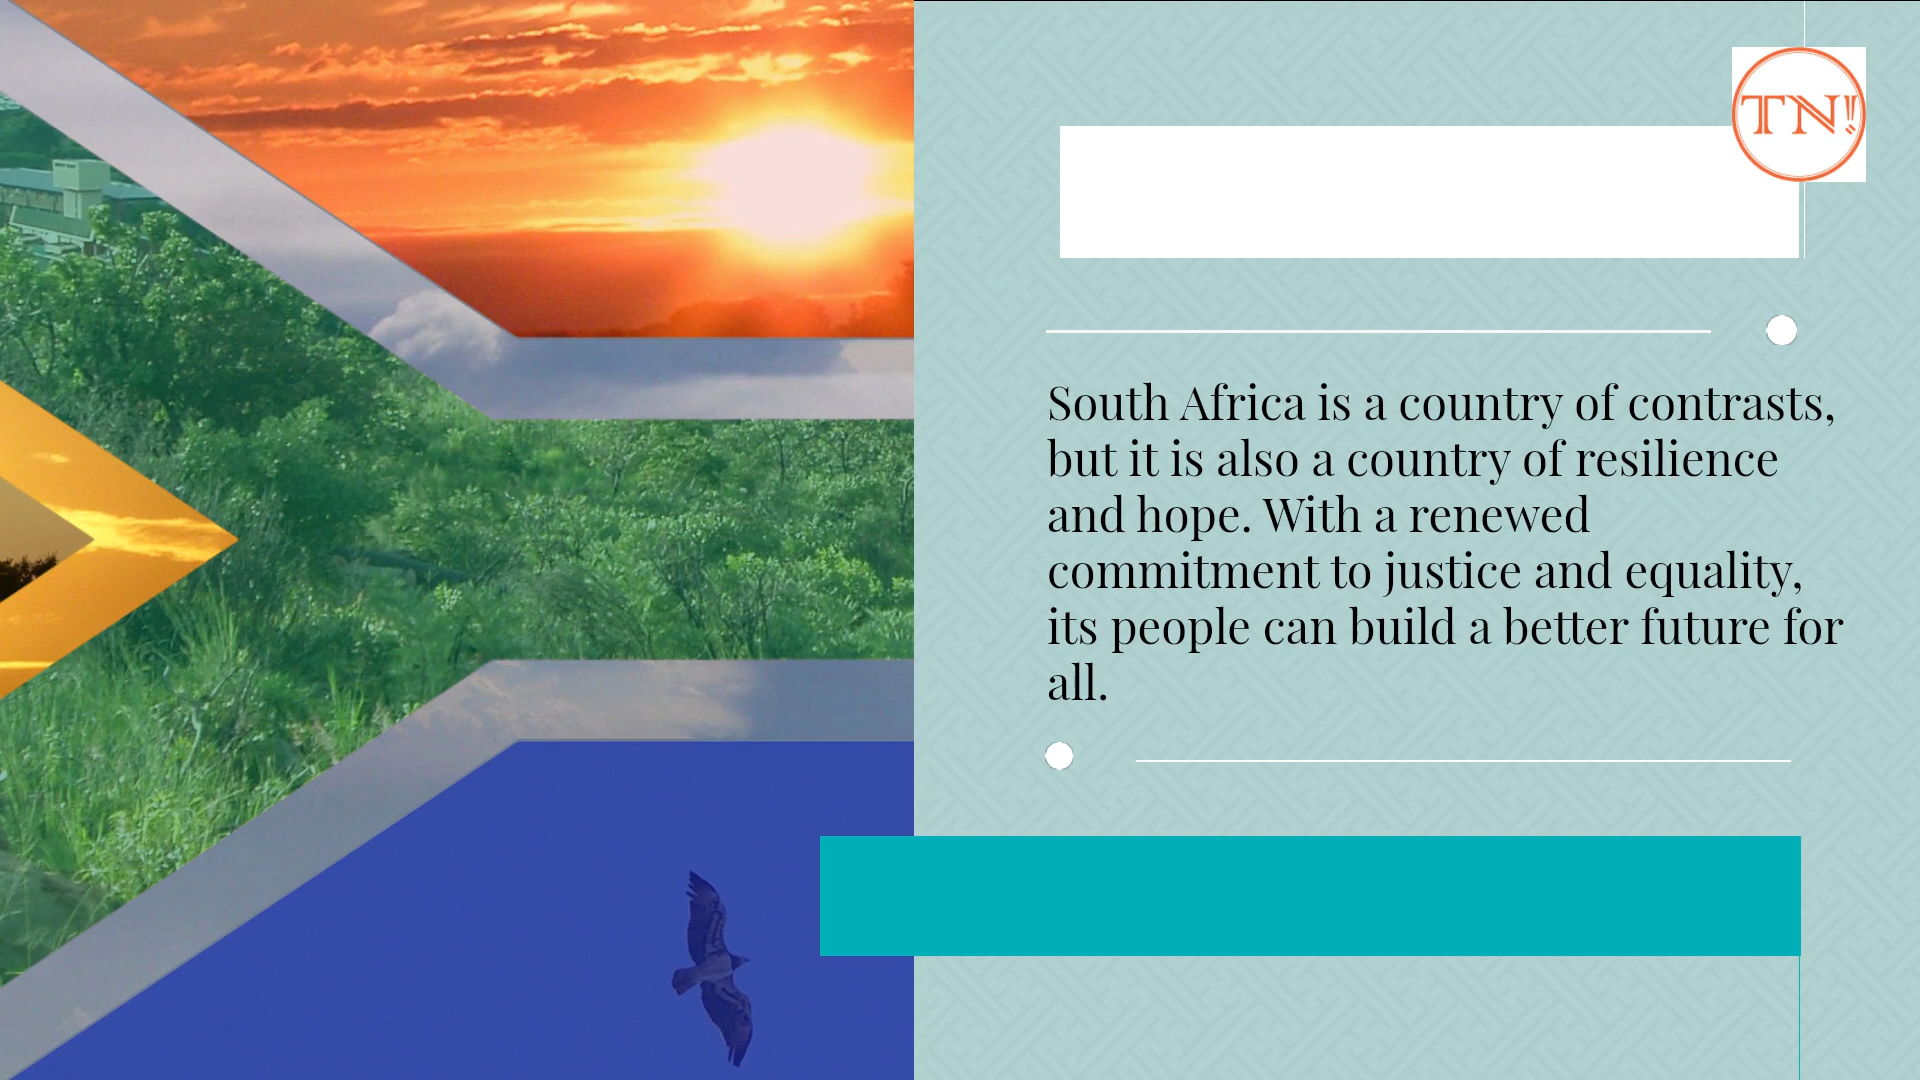 TN!
South Africa is a country of contrasts,
but it is also a country of resilience
and hope. With a renewed
commitment to justice and equality,
its people can build a better future for
all.